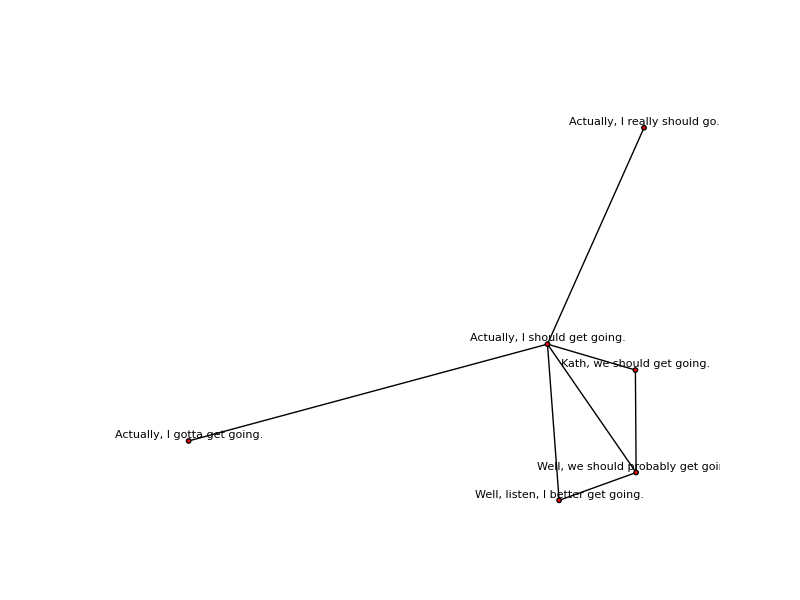 Actually, I really should go.
Actually, I should get going.
Kath, we should get going.
Actually, I gotta get going.
Well, we should probably get goi
Well, listen, I better get going.